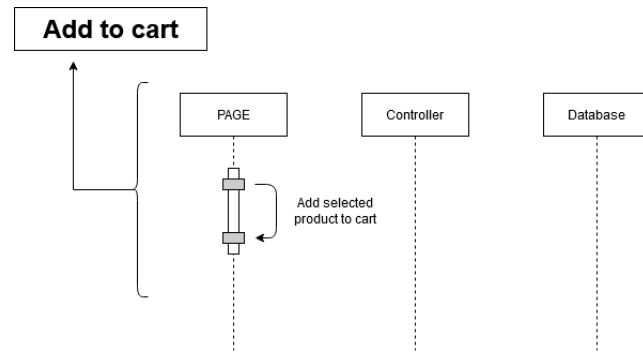 Add to cart
PAGE
Controller
Database
Add selected
product to cart